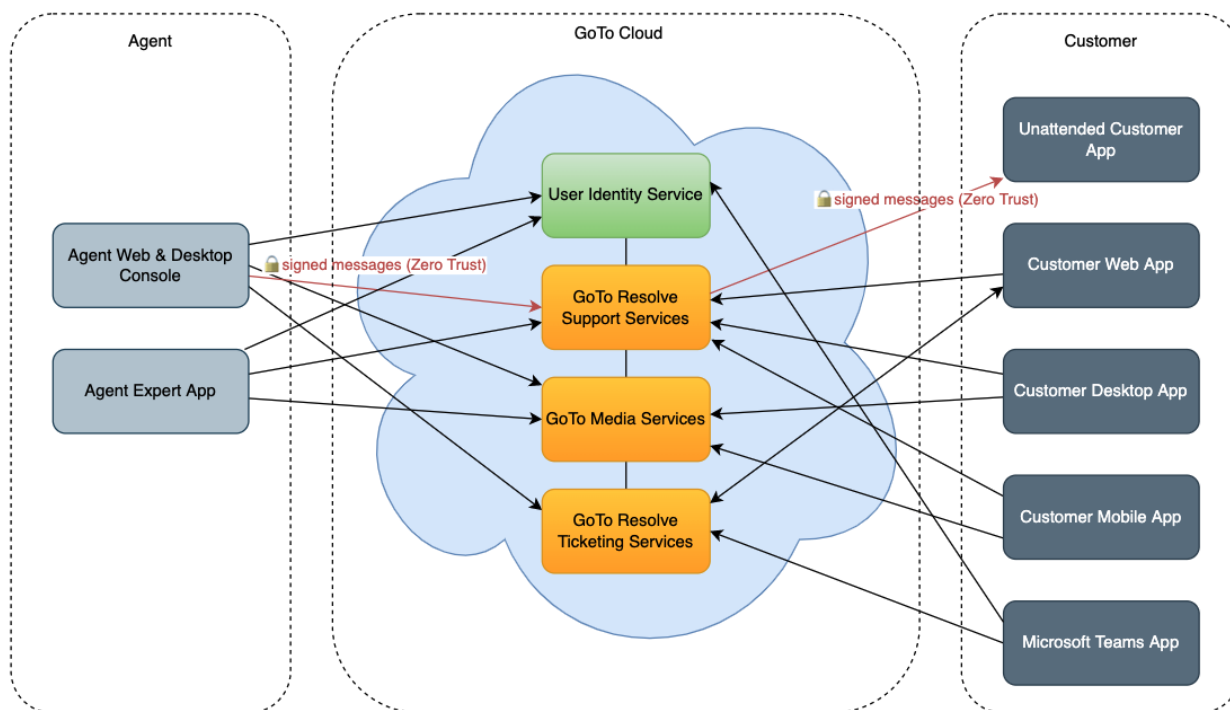 Agent
GoTo Cloud
Customer
Unattended Customer
App
User Identity Service
🔒signed messages (Zero Trust)
Agent Web & Desktop
Console
🔒signed messages (Zero Trust)
Customer Web App
GoTo Resolve
Support Services
Agent Expert App
Customer Desktop App
GoTo Media Services
GoTo Resolve
Ticketing Services
Customer Mobile App
Microsoft Teams App